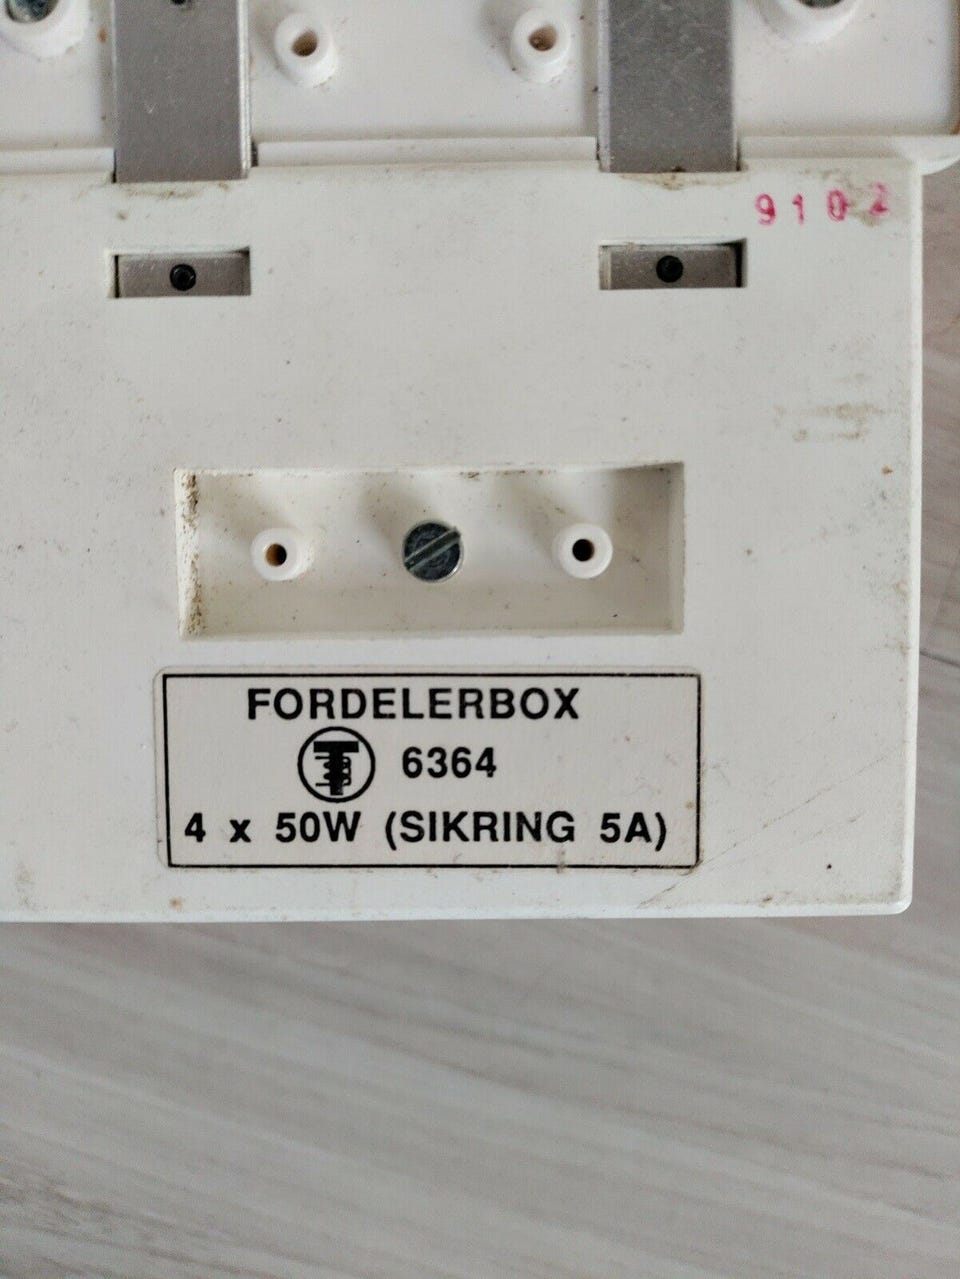 9102
FORDELERBOX
6364
4 x 50W (SIKRING 5A)